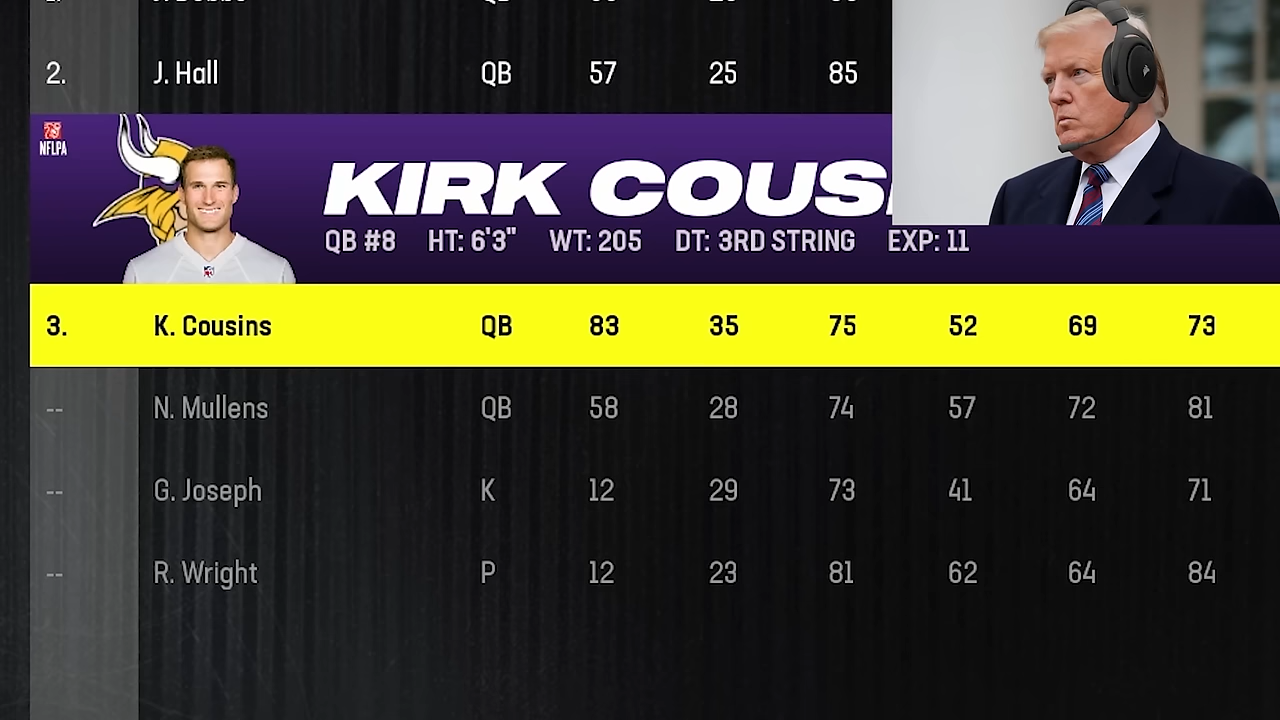 2. J. Hall QB 57 25 85
NFLPA
KIRK COUS
QB #8 HT: 6'3" WT: 205 DT: 3RD STRING EXP: 11
3. K. Cousins QB 83 35 75 52 69 73
-- N. Mullens QB 58 28 74 57 72 81
-- G. Joseph K 12 29 73 41 64 71
-- R. Wright P 12 23 81 62 64 84